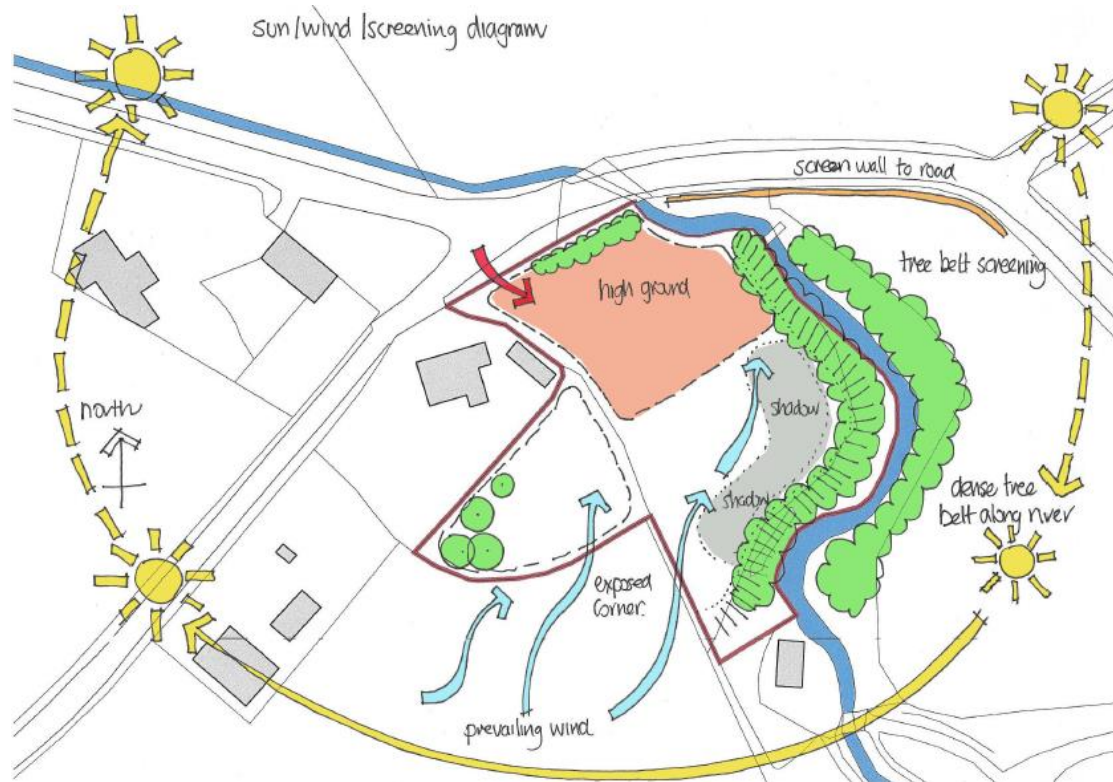 sun/wind/screening diagram
screen wall to road
tree belt screening
high ground
north
shadow
shadow
dense tree
belt along river
exposed
corner.
prevailing wind